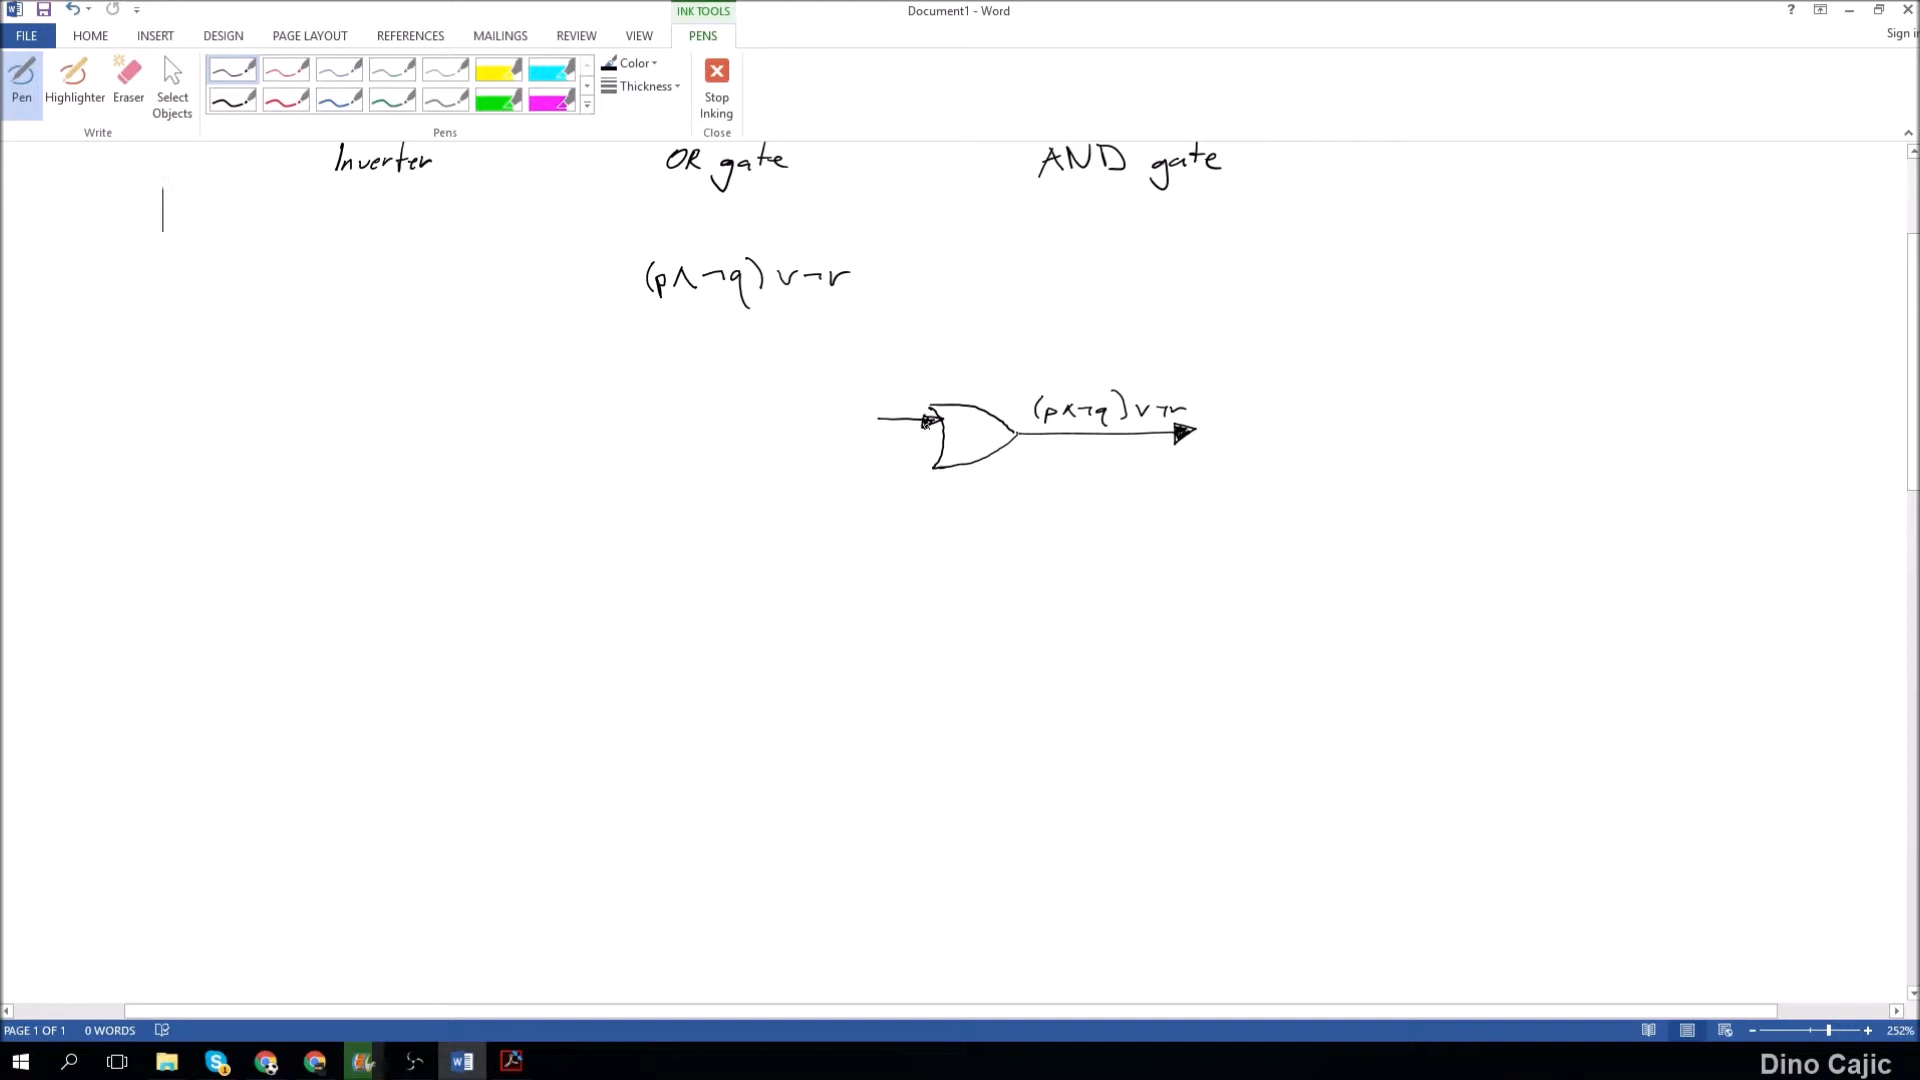 INK TOOLS
Document1 - Word
?
Sign i
FILE HOME INSERT DESIGN PAGE LAYOUT REFERENCES MAILINGS REVIEW VIEW PENS
Pen Highlighter Eraser Select Objects
Color
Thickness
Stop Inking
Write Pens Close
Inverter OR gate AND gate
(p∧¬q)∨¬r
(p∧¬q)∨¬r
PAGE 1 OF 1 0 WORDS 252%
Dino Cajic